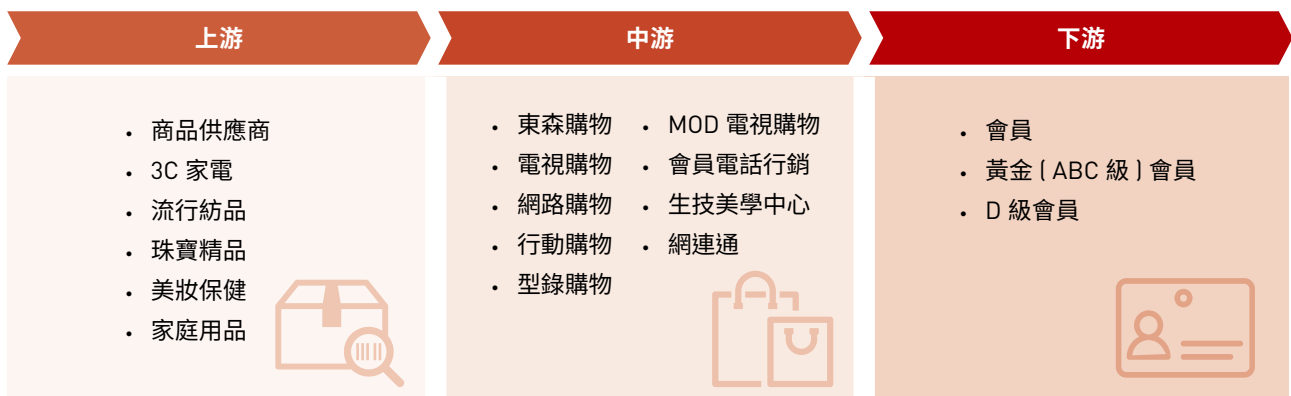 上游
• 商品供應商
• 3C 家電
• 流行紡品
• 珠寶精品
• 美妝保健
• 家庭用品
中游
• 東森購物
• 電視購物
• 網路購物
• 行動購物
• 型錄購物
• MOD 電視購物
• 會員電話行銷
• 生技美學中心
• 網連通
下游
• 會員
• 黃金 ( ABC 級 ) 會員
• D 級會員